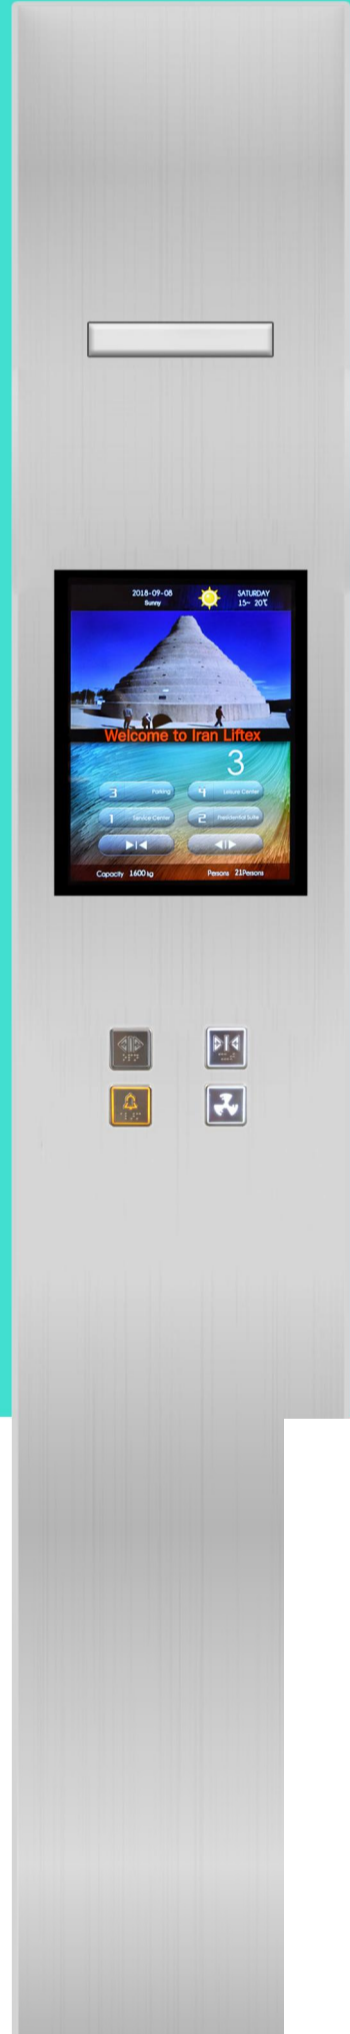 2018-09-08
Sunny
SATURDAY
15~ 20℃
Welcome to Iran Liftex
3
3 Parking
4 Leisure Center
1 Service Center
2 Residential Suite
Capacity 1600 kg
Persons 21Persons